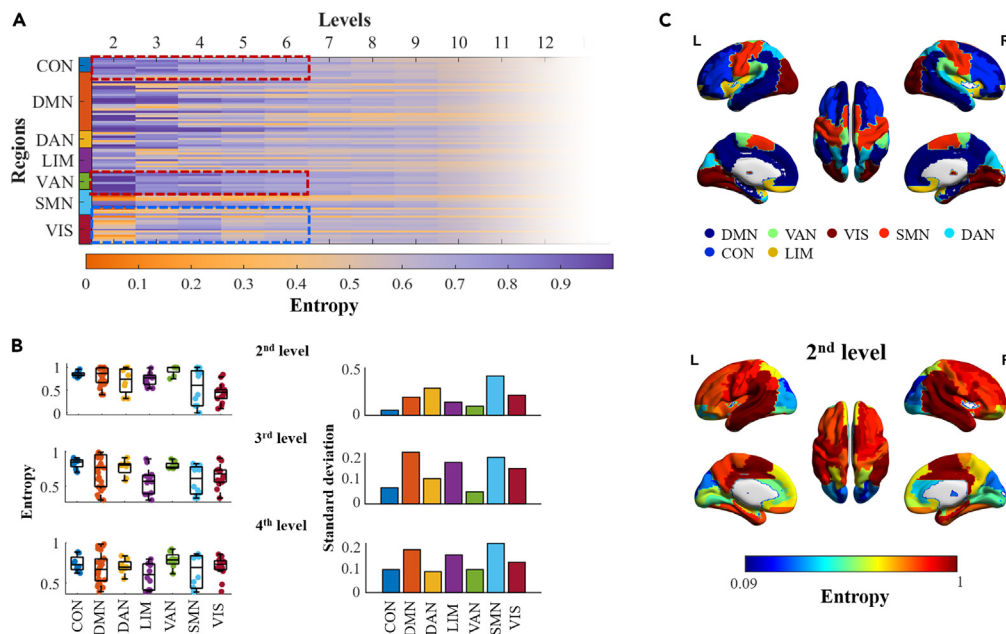 A
Levels
2 3 4 5 6 7 8 9 10 11 12 1
Regions
CON
DMN
DAN
LIM
VAN
SMN
VIS
0 0.1 0.2 0.3 0.4 0.5 0.6 0.7 0.8 0.9
Entropy
B
2nd level
1
0.5
0
0.5
0
3rd level
1
0.5
0.2
0.1
0
4th level
1
0.5
0.2
0.1
0
Entropy
Standard deviation
CON DMN DAN LIM VAN SMN VIS
CON DMN DAN LIM VAN SMN VIS
C
L R
DMN VAN VIS SMN DAN
CON LIM
2nd level
L R
0.09 1
Entropy